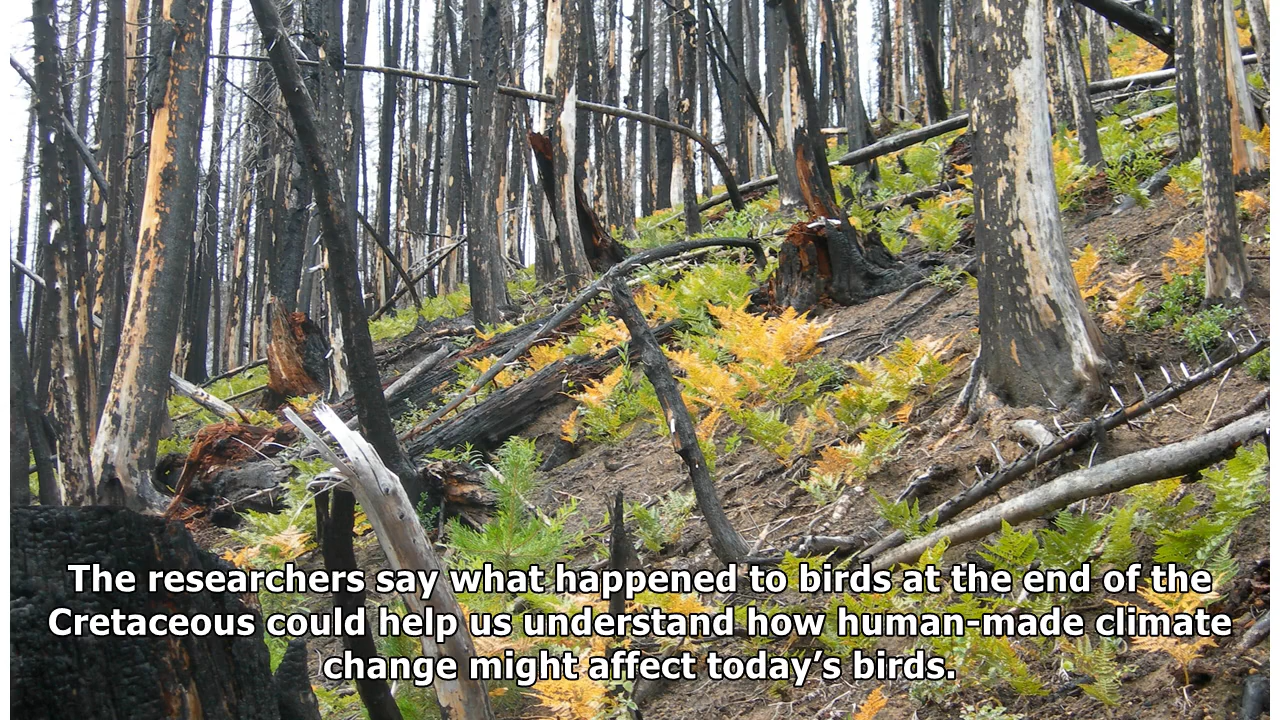 The researchers say what happened to birds at the end of the
Cretaceous could help us understand how human-made climate
change might affect today’s birds.